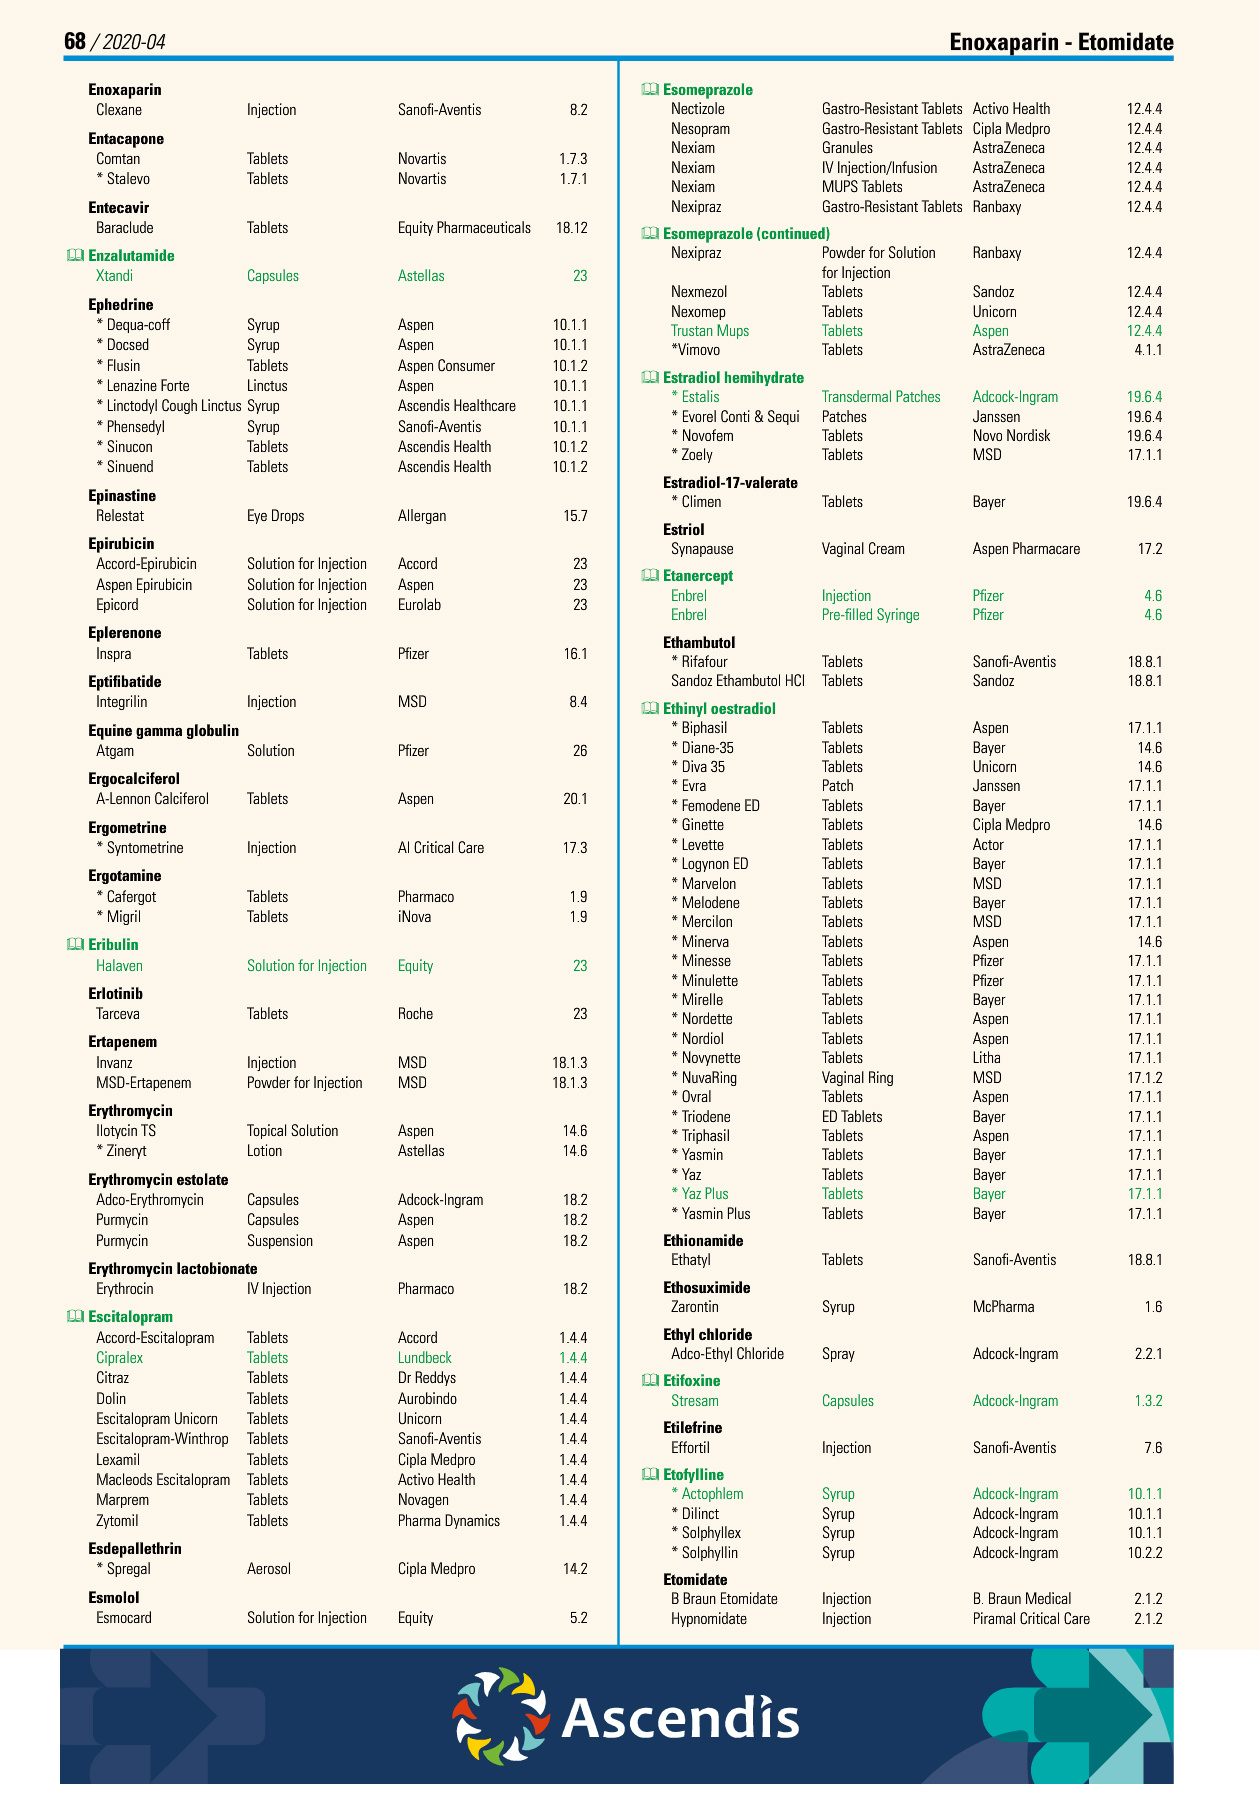 68 / 2020-04
Enoxaparin - Etomidate
Enoxaparin
Clexane Injection Sanofi-Aventis 8.2
Entacapone
Comtan Tablets Novartis 1.7.3
* Stalevo Tablets Novartis 1.7.1
Entecavir
Baraclude Tablets Equity Pharmaceuticals 18.12
Enzalutamide
Xtandi Capsules Astellas 23
Ephedrine
* Dequa-coff Syrup Aspen 10.1.1
* Docsed Syrup Aspen 10.1.1
* Flusin Tablets Aspen Consumer 10.1.2
* Lenazine Forte Linctus Aspen 10.1.1
* Linctodyl Cough Linctus Syrup Ascendis Healthcare 10.1.1
* Phensedyl Syrup Sanofi-Aventis 10.1.1
* Sinucon Tablets Ascendis Health 10.1.2
* Sinuend Tablets Ascendis Health 10.1.2
Epinastine
Relestat Eye Drops Allergan 15.7
Epirubicin
Accord-Epirubicin Solution for Injection Accord 23
Aspen Epirubicin Solution for Injection Aspen 23
Epicord Solution for Injection Eurolab 23
Eplerenone
Inspra Tablets Pfizer 16.1
Eptifibatide
Integrilin Injection MSD 8.4
Equine gamma globulin
Atgam Solution Pfizer 26
Ergocalciferol
A-Lennon Calciferol Tablets Aspen 20.1
Ergometrine
* Syntometrine Injection Al Critical Care 17.3
Ergotamine
* Cafergot Tablets Pharmaco 1.9
* Migril Tablets iNova 1.9
Eribulin
Halaven Solution for Injection Equity 23
Erlotinib
Tarceva Tablets Roche 23
Ertapenem
Invanz Injection MSD 18.1.3
MSD-Ertapenem Powder for Injection MSD 18.1.3
Erythromycin
Ilotycin TS Topical Solution Aspen 14.6
* Zineryt Lotion Astellas 14.6
Erythromycin estolate
Adco-Erythromycin Capsules Adcock-Ingram 18.2
Purmycin Capsules Aspen 18.2
Purmycin Suspension Aspen 18.2
Erythromycin lactobionate
Erythrocin IV Injection Pharmaco 18.2
Escitalopram
Accord-Escitalopram Tablets Accord 1.4.4
Cipralex Tablets Lundbeck 1.4.4
Citraz Tablets Dr Reddys 1.4.4
Dolin Tablets Aurobindo 1.4.4
Escitalopram Unicorn Tablets Unicorn 1.4.4
Escitalopram-Winthrop Tablets Sanofi-Aventis 1.4.4
Lexamil Tablets Cipla Medpro 1.4.4
Macleods Escitalopram Tablets Activo Health 1.4.4
Marprem Tablets Novagen 1.4.4
Zytomil Tablets Pharma Dynamics 1.4.4
Esdepallethrin
* Spregal Aerosol Cipla Medpro 14.2
Esmolol
Esmocard Solution for Injection Equity 5.2
Esomeprazole
Nectizole Gastro-Resistant Tablets Activo Health 12.4.4
Nesopram Gastro-Resistant Tablets Cipla Medpro 12.4.4
Nexiam Granules AstraZeneca 12.4.4
Nexiam IV Injection/Infusion AstraZeneca 12.4.4
Nexiam MUPS Tablets AstraZeneca 12.4.4
Nexipraz Gastro-Resistant Tablets Ranbaxy 12.4.4
Esomeprazole (continued)
Nexipraz Powder for Solution Ranbaxy 12.4.4
for Injection
Nexmezol Tablets Sandoz 12.4.4
Nexomep Tablets Unicorn 12.4.4
Trustan Mups Tablets Aspen 12.4.4
*Vimovo Tablets AstraZeneca 4.1.1
Estradiol hemihydrate
* Estalis Transdermal Patches Adcock-Ingram 19.6.4
* Evorel Conti & Sequi Patches Janssen 19.6.4
* Novofem Tablets Novo Nordisk 19.6.4
* Zoely Tablets MSD 17.1.1
Estradiol-17-valerate
* Climen Tablets Bayer 19.6.4
Estriol
Synapause Vaginal Cream Aspen Pharmacare 17.2
Etanercept
Enbrel Injection Pfizer 4.6
Enbrel Pre-filled Syringe Pfizer 4.6
Ethambutol
* Rifafour Tablets Sanofi-Aventis 18.8.1
Sandoz Ethambutol HCl Tablets Sandoz 18.8.1
Ethinyl oestradiol
* Biphasil Tablets Aspen 17.1.1
* Diane-35 Tablets Bayer 14.6
* Diva 35 Tablets Unicorn 14.6
* Evra Patch Janssen 17.1.1
* Femodene ED Tablets Bayer 17.1.1
* Ginette Tablets Cipla Medpro 14.6
* Levette Tablets Actor 17.1.1
* Logynon ED Tablets Bayer 17.1.1
* Marvelon Tablets MSD 17.1.1
* Melodene Tablets Bayer 17.1.1
* Mercilon Tablets MSD 17.1.1
* Minerva Tablets Aspen 14.6
* Minesse Tablets Pfizer 17.1.1
* Minulette Tablets Pfizer 17.1.1
* Mirelle Tablets Bayer 17.1.1
* Nordette Tablets Aspen 17.1.1
* Nordiol Tablets Aspen 17.1.1
* Novynette Tablets Litha 17.1.1
* NuvaRing Vaginal Ring MSD 17.1.2
* Ovral Tablets Aspen 17.1.1
* Triodene ED Tablets Bayer 17.1.1
* Triphasil Tablets Aspen 17.1.1
* Yasmin Tablets Bayer 17.1.1
* Yaz Tablets Bayer 17.1.1
* Yaz Plus Tablets Bayer 17.1.1
* Yasmin Plus Tablets Bayer 17.1.1
Ethionamide
Ethatyl Tablets Sanofi-Aventis 18.8.1
Ethosuximide
Zarontin Syrup McPharma 1.6
Ethyl chloride
Adco-Ethyl Chloride Spray Adcock-Ingram 2.2.1
Etifoxine
Stresam Capsules Adcock-Ingram 1.3.2
Etilefrine
Effortil Injection Sanofi-Aventis 7.6
Etofylline
* Actophlem Syrup Adcock-Ingram 10.1.1
* Dilinct Syrup Adcock-Ingram 10.1.1
* Solphyllex Syrup Adcock-Ingram 10.1.1
* Solphyllin Syrup Adcock-Ingram 10.2.2
Etomidate
B Braun Etomidate Injection B. Braun Medical 2.1.2
Hypnomidate Injection Piramal Critical Care 2.1.2
Ascendis